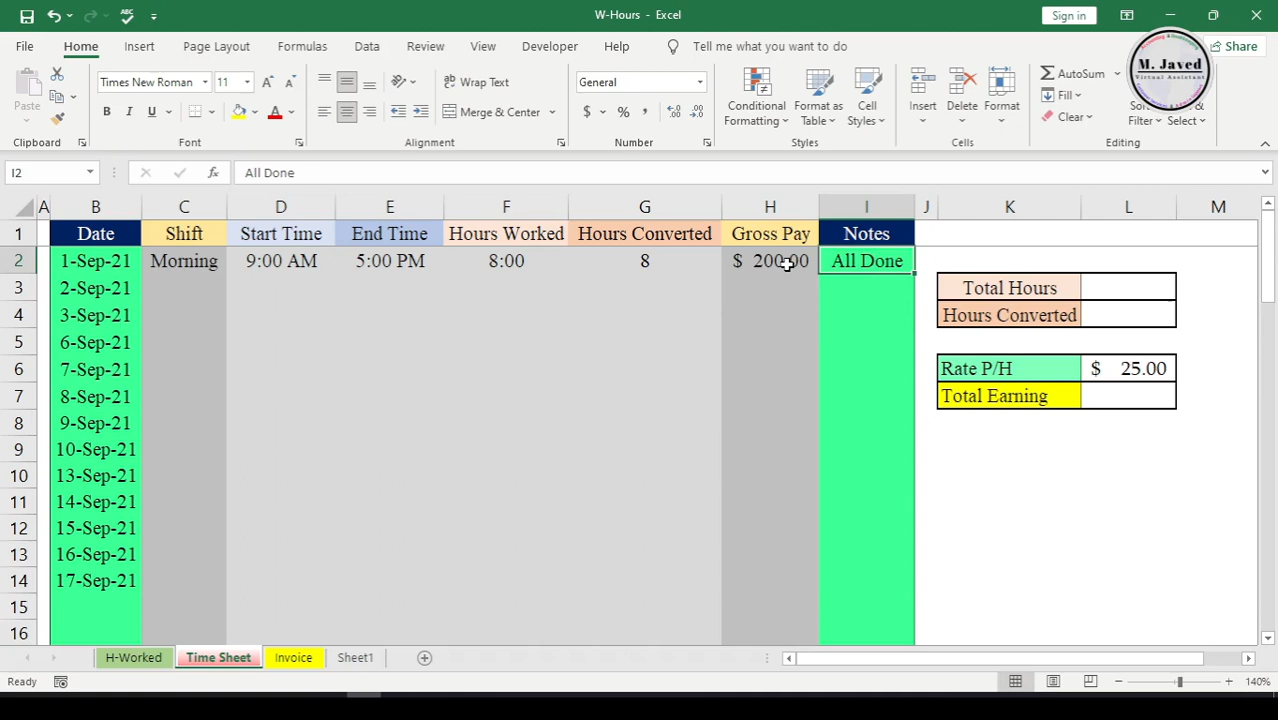 W-Hours - Excel
Sign in
File Home Insert Page Layout Formulas Data Review View Developer Help Tell me what you want to do Share
M. Javed
Virtual Assistant
Paste
Times New Roman 11
B I U
Wrap Text
Merge & Center
General
$ % ,
Conditional Formatting
Format as Table
Cell Styles
Insert
Delete
Format
AutoSum
Fill
Clear
Filter
Select
Clipboard Font Alignment Number Styles Cells Editing
I2 fx All Done
A B C D E F G H I J K L M
1 Date Shift Start Time End Time Hours Worked Hours Converted Gross Pay Notes
2 1-Sep-21 Morning 9:00 AM 5:00 PM 8:00 8 $ 200.00 All Done
3 2-Sep-21 Total Hours
4 3-Sep-21 Hours Converted
5 6-Sep-21
6 7-Sep-21 Rate P/H $ 25.00
7 8-Sep-21 Total Earning
8 9-Sep-21
9 10-Sep-21
10 13-Sep-21
11 14-Sep-21
12 15-Sep-21
13 16-Sep-21
14 17-Sep-21
15
16
H-Worked Time Sheet Invoice Sheet1
Ready 140%